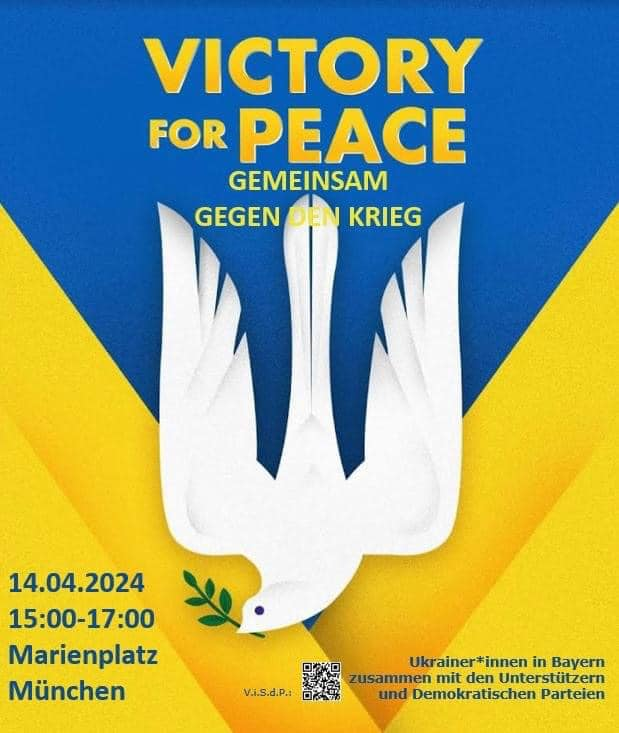 VICTORY
FOR PEACE
GEMEINSAM
GEGEN DEN KRIEG
14.04.2024
15:00-17:00
Marienplatz
München
V.i.S.d.P.:
Ukrainer*innen in Bayern
zusammen mit den Unterstützern
und Demokratischen Parteien